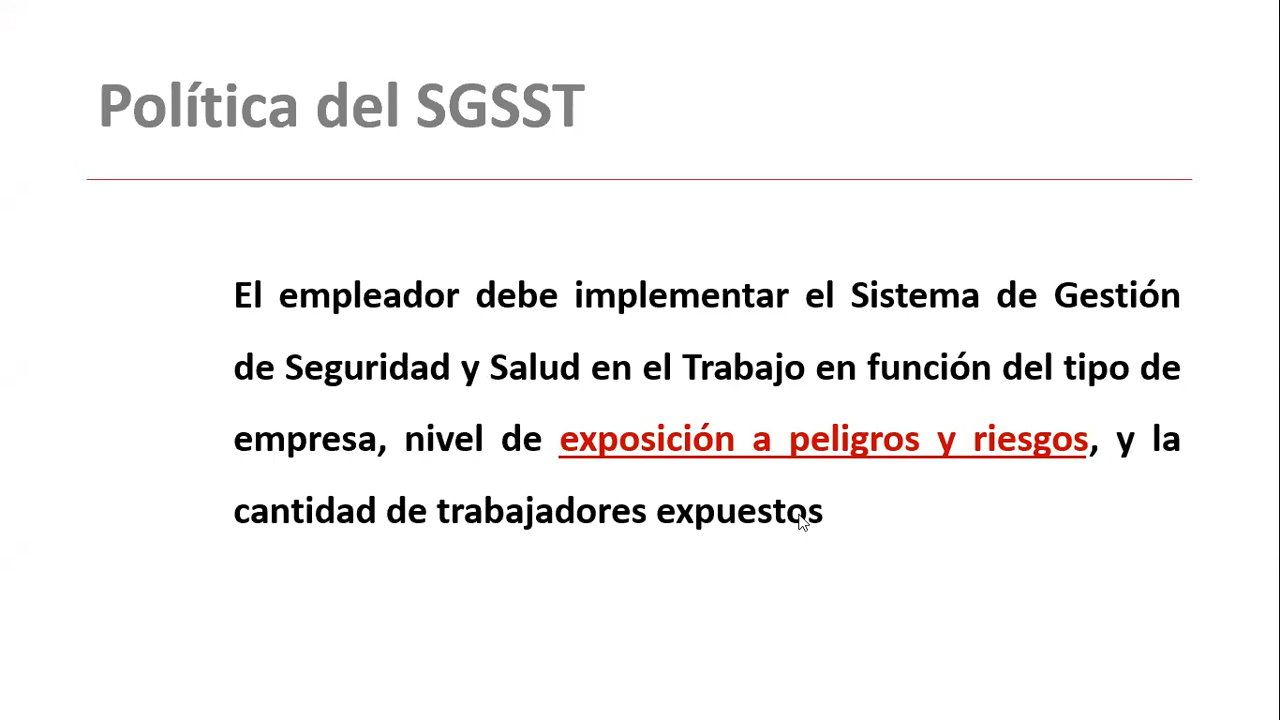 Política del SGSST
El empleador debe implementar el Sistema de Gestión
de Seguridad y Salud en el Trabajo en función del tipo de
empresa, nivel de exposición a peligros y riesgos, y la
cantidad de trabajadores expuestos